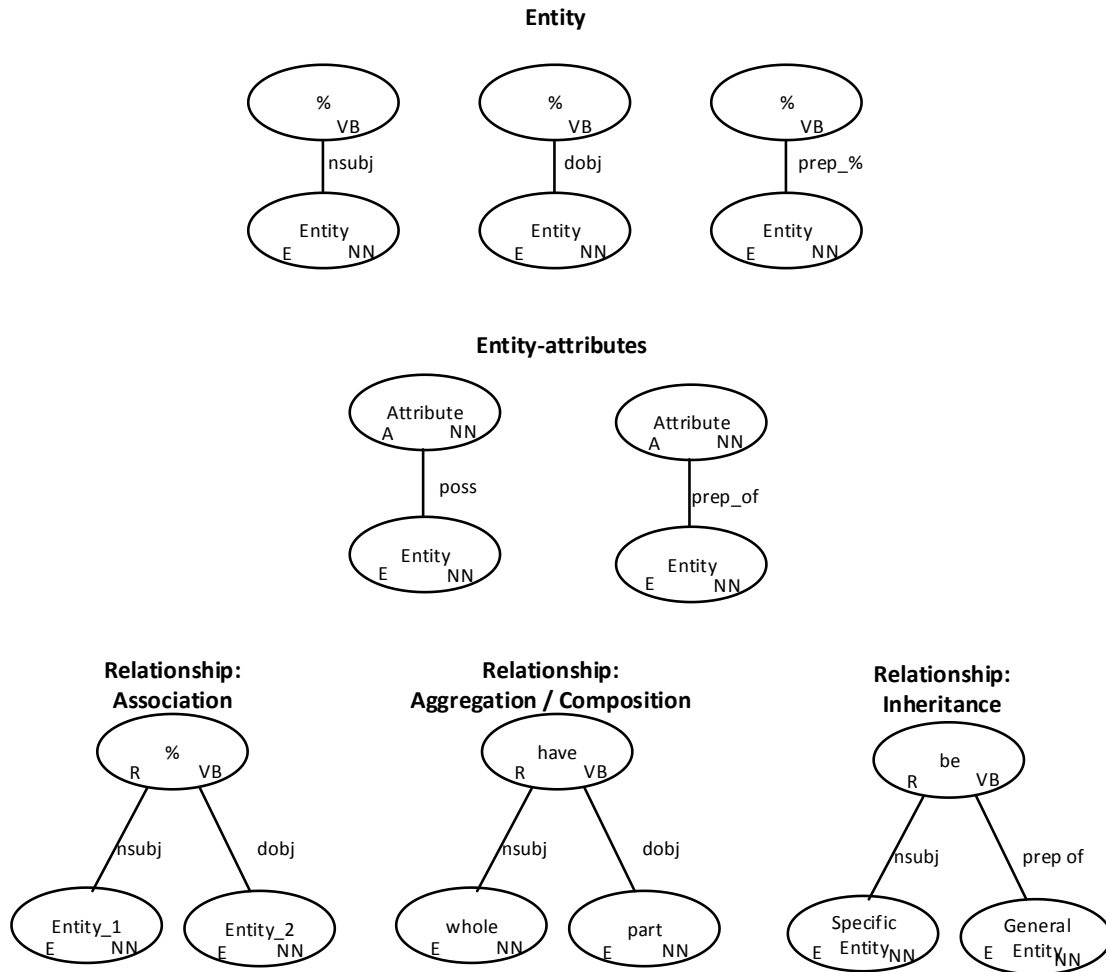 Entity
%
VB
nsubj
Entity
E
NN
%
VB
dobj
Entity
E
NN
%
VB
prep_%
Entity
E
NN
Entity-attributes
Attribute
A
NN
poss
Entity
E
NN
Attribute
A
NN
prep_of
Entity
E
NN
Relationship:
Association
%
R
VB
nsubj
dobj
Entity_1
E
NN
Entity_2
E
NN
Relationship:
Aggregation / Composition
have
R
VB
nsubj
dobj
whole
E
NN
part
E
NN
Relationship:
Inheritance
be
R
VB
nsubj
prep of
Specific
Entity
E
NN
General
Entity
E
NN